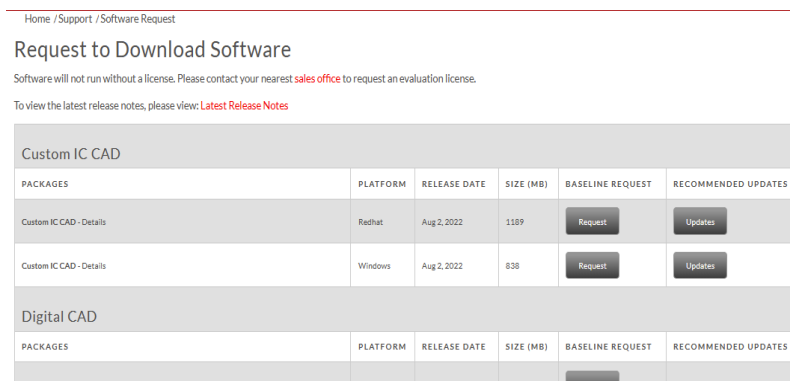 Home / Support / Software Request
Request to Download Software
Software will not run without a license. Please contact your nearest sales office to request an evaluation license.
To view the latest release notes, please view: Latest Release Notes
Custom IC CAD
PACKAGES PLATFORM RELEASE DATE SIZE (MB) BASELINE REQUEST RECOMMENDED UPDATES
Custom IC CAD - Details Redhat Aug 2, 2022 1189 Request Updates
Custom IC CAD - Details Windows Aug 2, 2022 838 Request Updates
Digital CAD
PACKAGES PLATFORM RELEASE DATE SIZE (MB) BASELINE REQUEST RECOMMENDED UPDATES